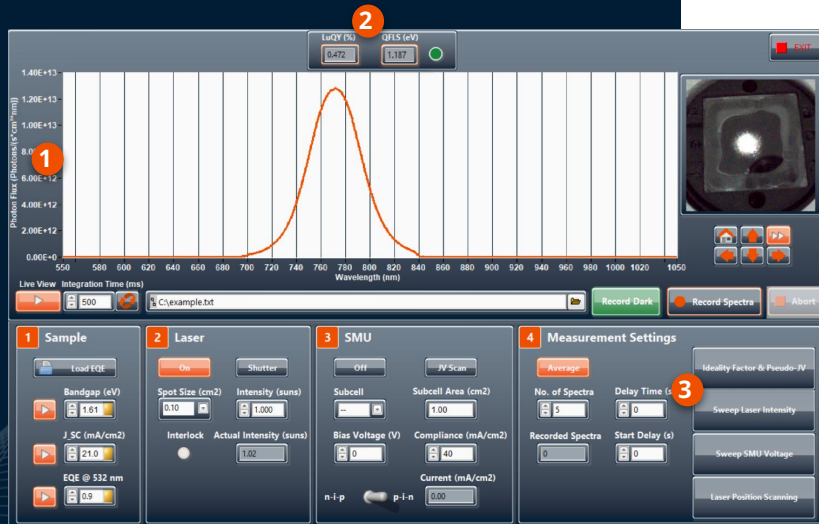 2
LuQY (%) QFLS (eV)
0.472 1.187
EXIT
1.40E+13
1.20E+13
1.00E+13
8.0
6.00E+12
4.00E+12
2.00E+12
0.00E+0
Photon Flux (Photons/(s*cm²*nm))
1
550 580 600 620 640 660 680 700 720 740 760 780 800 820 840 860 880 900 920 940 960 980 1000 1020 1050
Wavelength (nm)
Live View Integration Time (ms)
500 C:\example.txt Record Dark Record Spectra Abort
1 Sample
Load EQE
Bandgap (eV)
1.61
J_SC (mA/cm2)
21.0
EQE @ 532 nm
0.9
2 Laser
On Shutter
Spot Size (cm2) Intensity (suns)
0.10 1.000
Interlock Actual Intensity (suns)
1.02
3 SMU
Off JV Scan
Subcell Subcell Area (cm2)
-- 1.00
Bias Voltage (V) Compliance (mA/cm2)
0 40
Current (mA/cm2)
n-i-p p-i-n 0.00
4 Measurement Settings
Average
No. of Spectra Delay Time (s
5 0
Recorded Spectra Start Delay (s)
0 0
3
Ideality Factor & Pseudo-JV
Sweep Laser Intensity
Sweep SMU Voltage
Laser Position Scanning